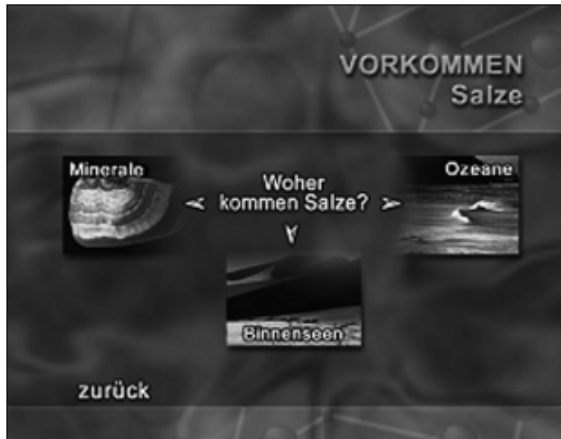 VORKOMMEN
Salze
Minerale
Woher
kommen Salze?
Ozeane
Binnenseen
zurück